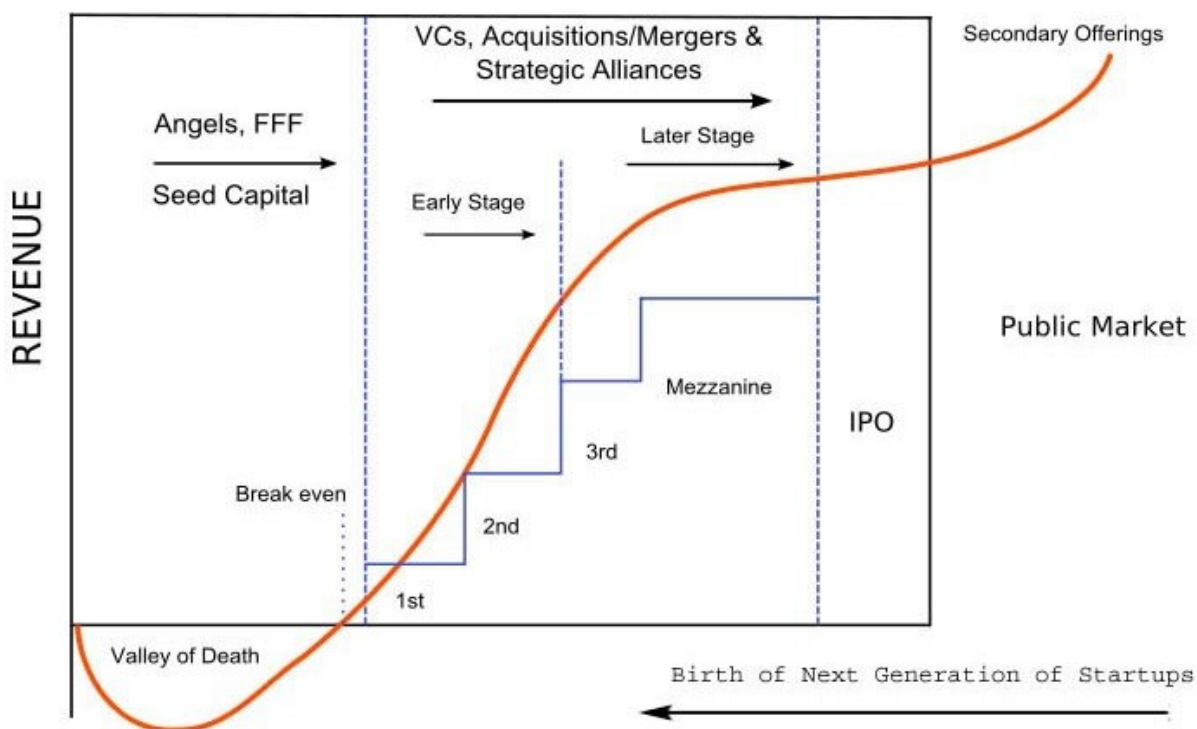 VCs, Acquisitions/Mergers &
Strategic Alliances
Secondary Offerings
Angels, FFF
Seed Capital
Later Stage
Early Stage
REVENUE
Public Market
Mezzanine
IPO
3rd
Break even
2nd
1st
Valley of Death
Birth of Next Generation of Startups